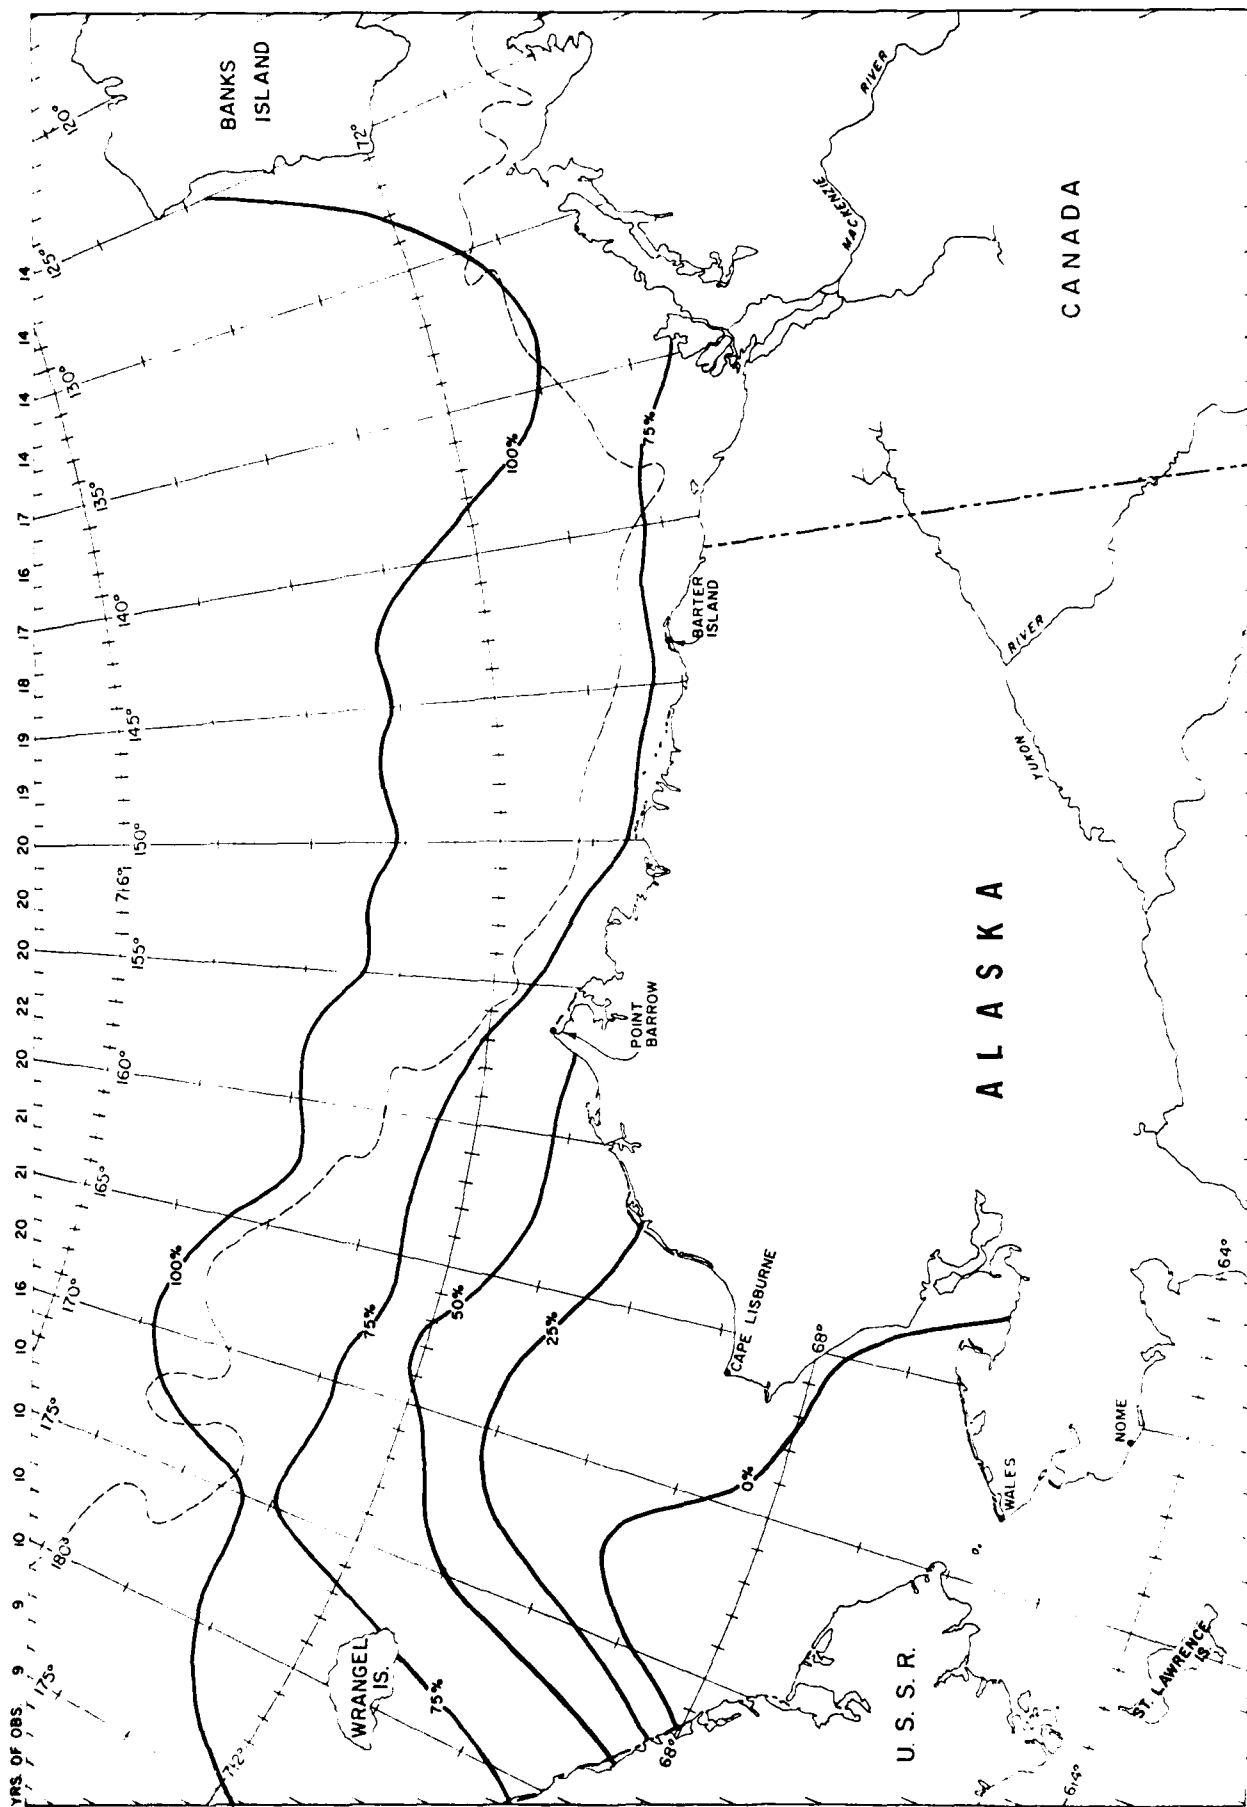 YRS. OF OBS.
9
9
10
10
10
10
16
20
21
21
20
22
20
20
20
19
19
18
17
16
17
14
14
14
14
175°
180°
175°
170°
165°
160°
155°
150°
145°
140°
135°
130°
125°
120°
72°
76°
72°
BANKS
ISLAND
WRANGEL
IS.
100%
100%
75%
75%
75%
50%
25%
0%
POINT
BARROW
BARTER
ISLAND
CAPE LISBURNE
68°
68°
MACKENZIE
RIVER
CANADA
ALASKA
YUKON
RIVER
WALES
NOME
U.S.S.R.
ST. LAWRENCE
IS.
64°
64°